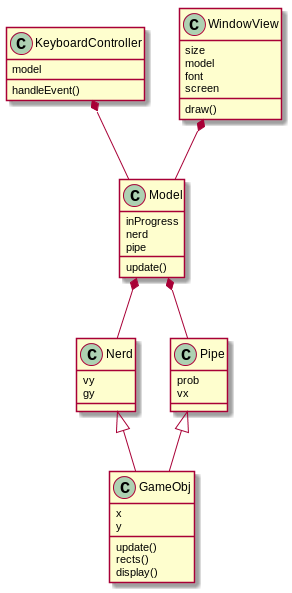 C KeyboardController
model
handleEvent()
C WindowView
size
model
font
screen
draw()
C Model
inProgress
nerd
pipe
update()
C Nerd
vy
gy
C Pipe
prob
vx
C GameObj
x
y
update()
rects()
display()